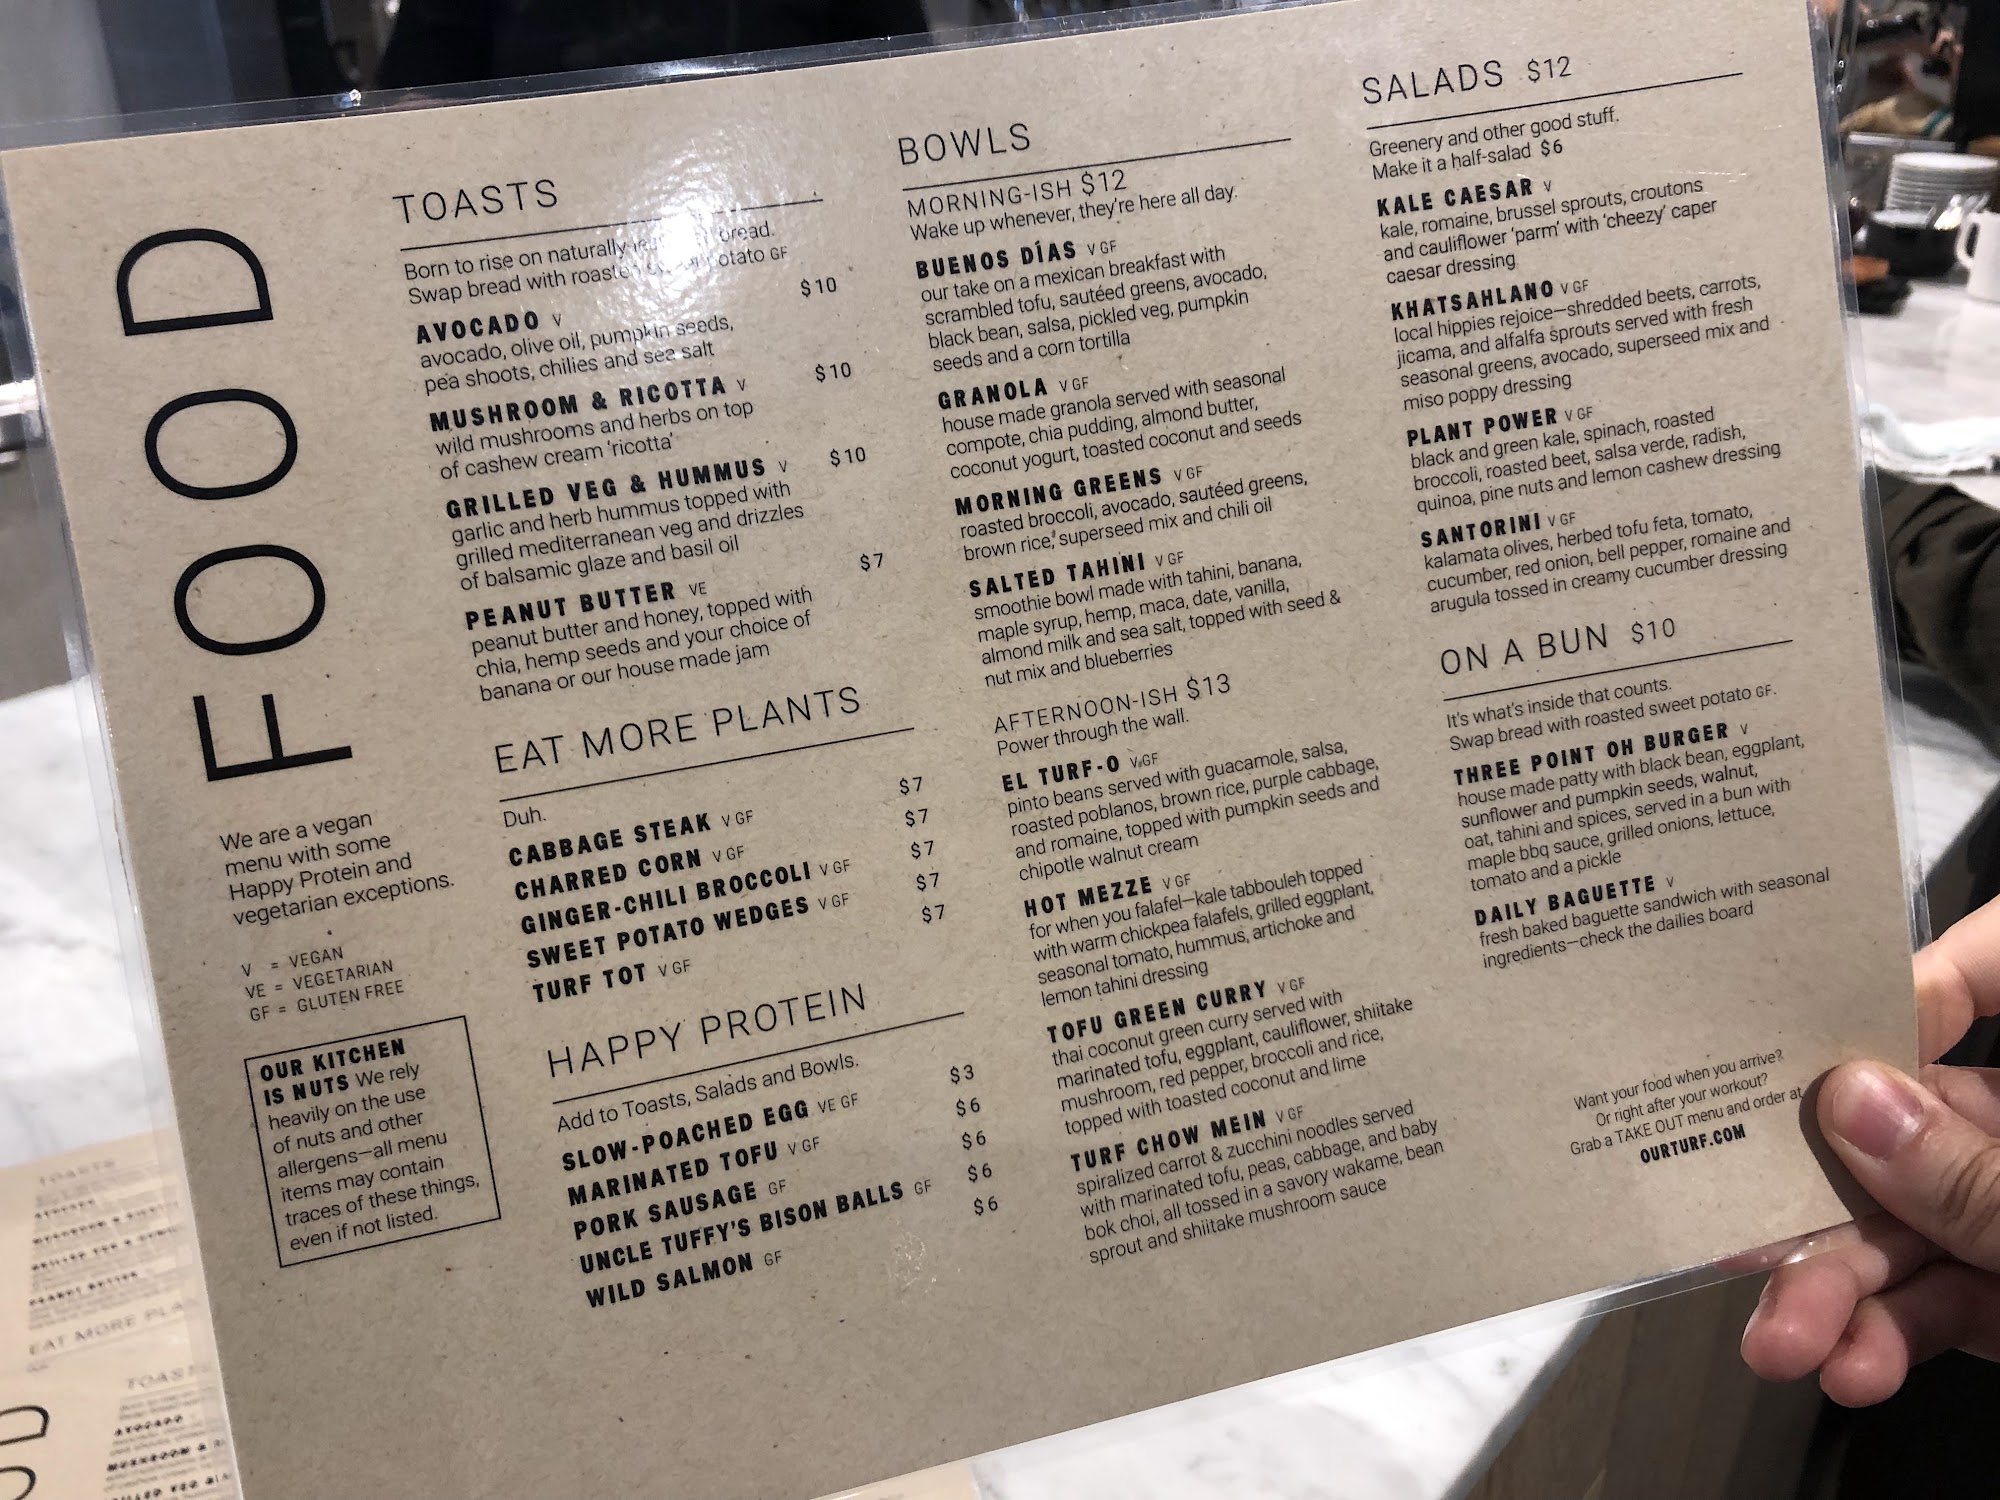 FOOD
We are a vegan
menu with some
Happy Protein and
vegetarian exceptions.
V = VEGAN
VE = VEGETARIAN
GF = GLUTEN FREE
OUR KITCHEN
IS NUTS We rely
heavily on the use
of nuts and other
allergens—all menu
items may contain
traces of these things,
even if not listed.
TOASTS
Born to rise on naturally bread.
Swap bread with roasted potato GF
AVOCADO V $10
avocado, olive oil, pumpkin seeds,
pea shoots, chilies and sea salt
MUSHROOM & RICOTTA V $10
wild mushrooms and herbs on top
of cashew cream 'ricotta'
GRILLED VEG & HUMMUS V $10
garlic and herb hummus topped with
grilled mediterranean veg and drizzles
of balsamic glaze and basil oil
PEANUT BUTTER VE $7
peanut butter and honey, topped with
chia, hemp seeds and your choice of
banana or our house made jam
EAT MORE PLANTS
Duh.
CABBAGE STEAK V GF $7
CHARRED CORN V GF $7
GINGER-CHILI BROCCOLI V GF $7
SWEET POTATO WEDGES V GF $7
TURF TOT V GF $7
HAPPY PROTEIN
Add to Toasts, Salads and Bowls.
SLOW-POACHED EGG VE GF $3
MARINATED TOFU V GF $6
PORK SAUSAGE GF $6
UNCLE TUFFY'S BISON BALLS GF $6
WILD SALMON GF $6
BOWLS
MORNING-ISH $12
Wake up whenever, they're here all day.
BUENOS DÍAS V GF
our take on a mexican breakfast with
scrambled tofu, sautéed greens, avocado,
black bean, salsa, pickled veg, pumpkin
seeds and a corn tortilla
GRANOLA V GF
house made granola served with seasonal
compote, chia pudding, almond butter,
coconut yogurt, toasted coconut and seeds
MORNING GREENS V GF
roasted broccoli, avocado, sautéed greens,
brown rice, superseed mix and chili oil
SALTED TAHINI V GF
smoothie bowl made with tahini, banana,
maple syrup, hemp, maca, date, vanilla,
almond milk and sea salt, topped with seed &
nut mix and blueberries
AFTERNOON-ISH $13
Power through the wall.
EL TURF-O V GF
pinto beans served with guacamole, salsa,
roasted poblanos, brown rice, purple cabbage,
and romaine, topped with pumpkin seeds and
chipotle walnut cream
HOT MEZZE V GF
for when you falafel—kale tabbouleh topped
with warm chickpea falafels, grilled eggplant,
seasonal tomato, hummus, artichoke and
lemon tahini dressing
TOFU GREEN CURRY V GF
thai coconut green curry served with
marinated tofu, eggplant, cauliflower, shiitake
mushroom, red pepper, broccoli and rice,
topped with toasted coconut and lime
TURF CHOW MEIN V GF
spiralized carrot & zucchini noodles served
with marinated tofu, peas, cabbage, and baby
bok choi, all tossed in a savory wakame, bean
sprout and shiitake mushroom sauce
SALADS $12
Greenery and other good stuff.
Make it a half-salad $6
KALE CAESAR V
kale, romaine, brussel sprouts, croutons
and cauliflower 'parm' with 'cheezy' caper
caesar dressing
KHATSAHLANO V GF
local hippies rejoice—shredded beets, carrots,
jicama, and alfalfa sprouts served with fresh
seasonal greens, avocado, superseed mix and
miso poppy dressing
PLANT POWER V GF
black and green kale, spinach, roasted
broccoli, roasted beet, salsa verde, radish,
quinoa, pine nuts and lemon cashew dressing
SANTORINI V GF
kalamata olives, herbed tofu feta, tomato,
cucumber, red onion, bell pepper, romaine and
arugula tossed in creamy cucumber dressing
ON A BUN $10
It's what's inside that counts.
Swap bread with roasted sweet potato GF.
THREE POINT OH BURGER V
house made patty with black bean, eggplant,
sunflower and pumpkin seeds, walnut,
oat, tahini and spices, served in a bun with
maple bbq sauce, grilled onions, lettuce,
tomato and a pickle
DAILY BAGUETTE V
fresh baked baguette sandwich with seasonal
ingredients—check the dailies board
Want your food when you arrive?
Or right after your workout?
Grab a TAKE OUT menu and order at
OURTURF.COM
TOASTS
AVOCADO
PEANUT BUTTER
EAT MORE PLAN
TOAST
AVOCADO
MUSHROOM &